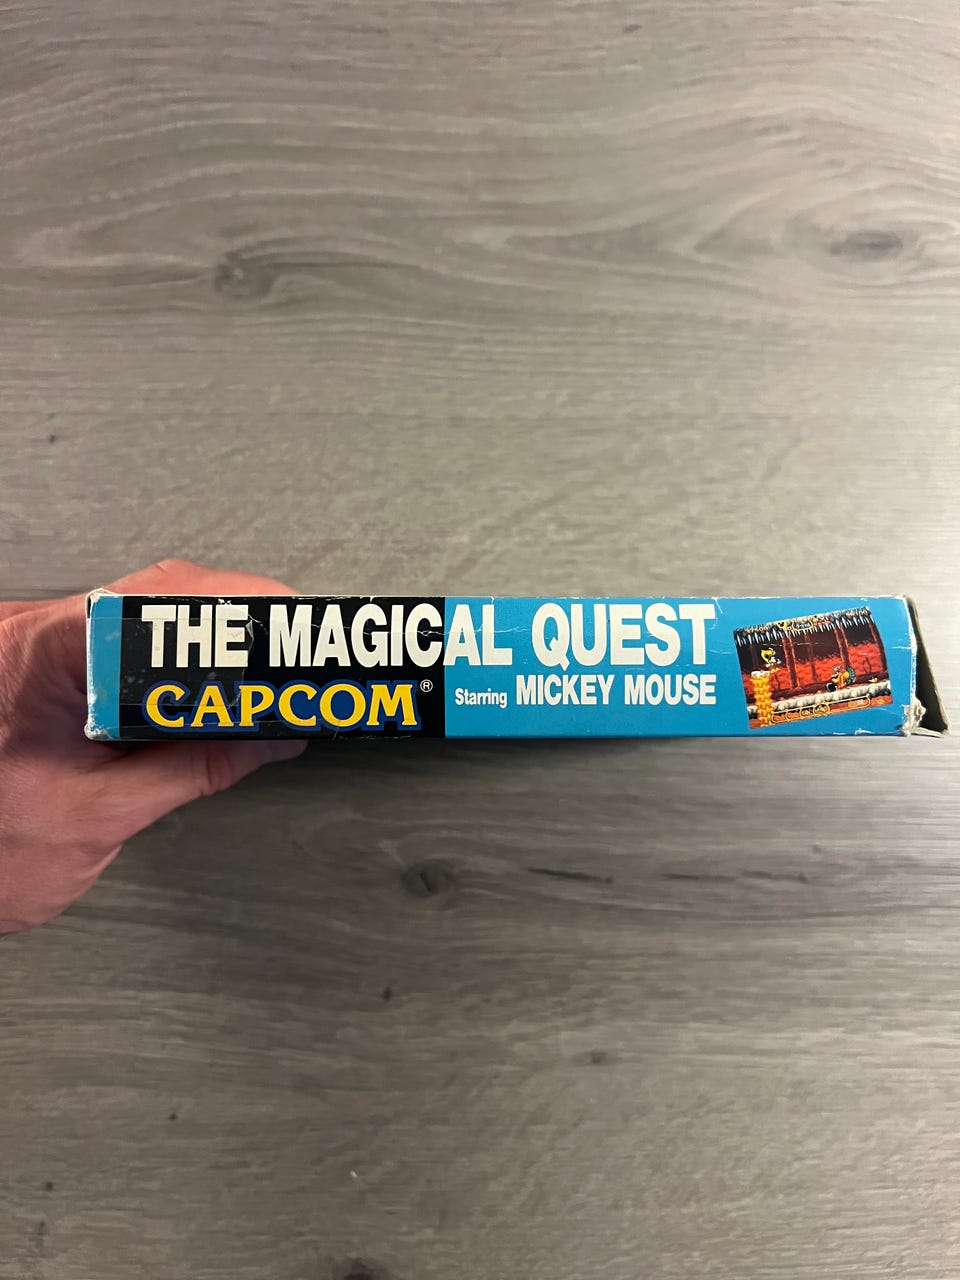 THE MAGICAL QUEST
CAPCOM®
Starring MICKEY MOUSE